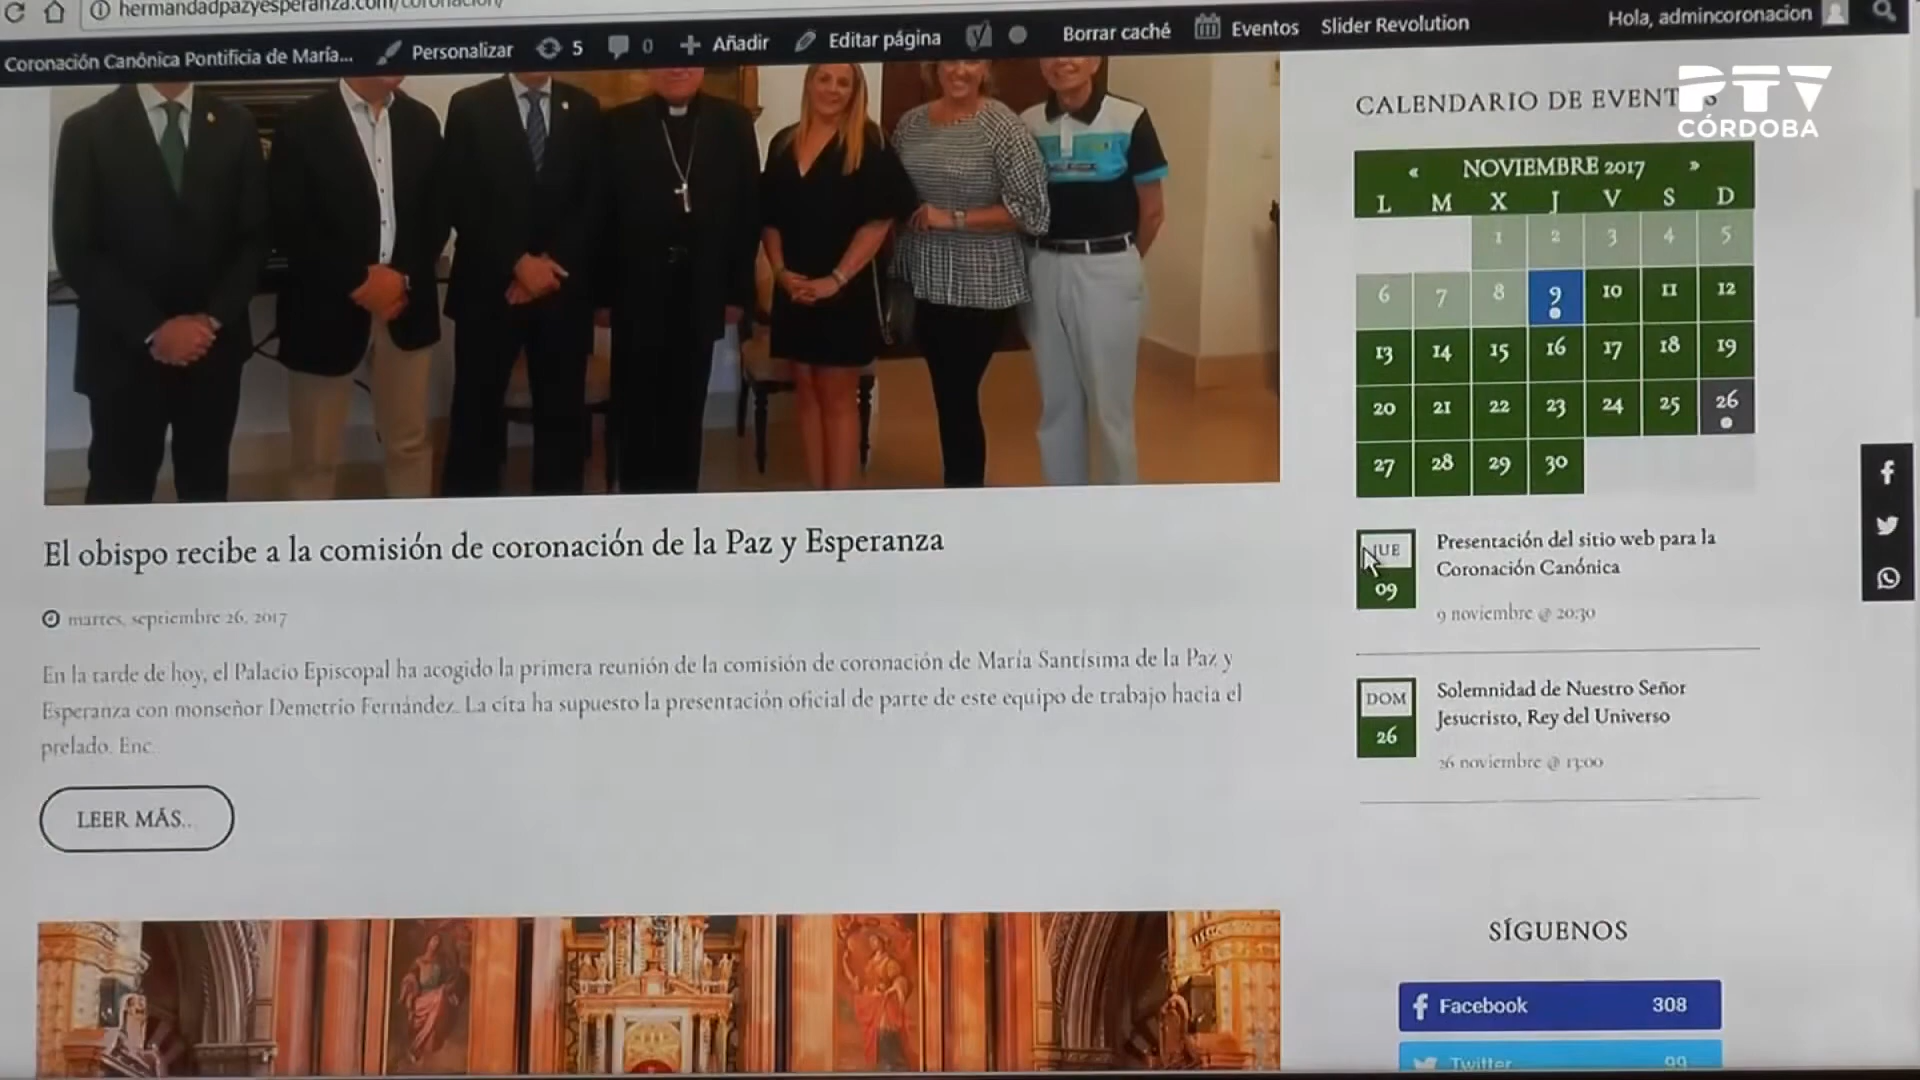 hermandadpazyesperanza.com/coronacion/
Coronación Canónica Pontificia de María...
Personalizar
5
0
Añadir
Editar página
Borrar caché
Eventos
Slider Revolution
Hola, admincoronacion
CALENDARIO DE EVENT
PTV
CÓRDOBA
« NOVIEMBRE 2017 »
L M X J V S D
1 2 3 4 5
6 7 8 9 10 11 12
13 14 15 16 17 18 19
20 21 22 23 24 25 26
27 28 29 30
El obispo recibe a la comisión de coronación de la Paz y Esperanza
martes, septiembre 26, 2017
En la tarde de hoy, el Palacio Episcopal ha acogido la primera reunión de la comisión de coronación de María Santísima de la Paz y
Esperanza con monseñor Demetrio Fernández. La cita ha supuesto la presentación oficial de parte de este equipo de trabajo hacia el
prelado. Enc
LEER MÁS...
JUE
09
Presentación del sitio web para la
Coronación Canónica
9 noviembre @ 20:30
DOM
26
Solemnidad de Nuestro Señor
Jesucristo, Rey del Universo
26 noviembre @ 13:00
SÍGUENOS
Facebook 308
Twitter 99